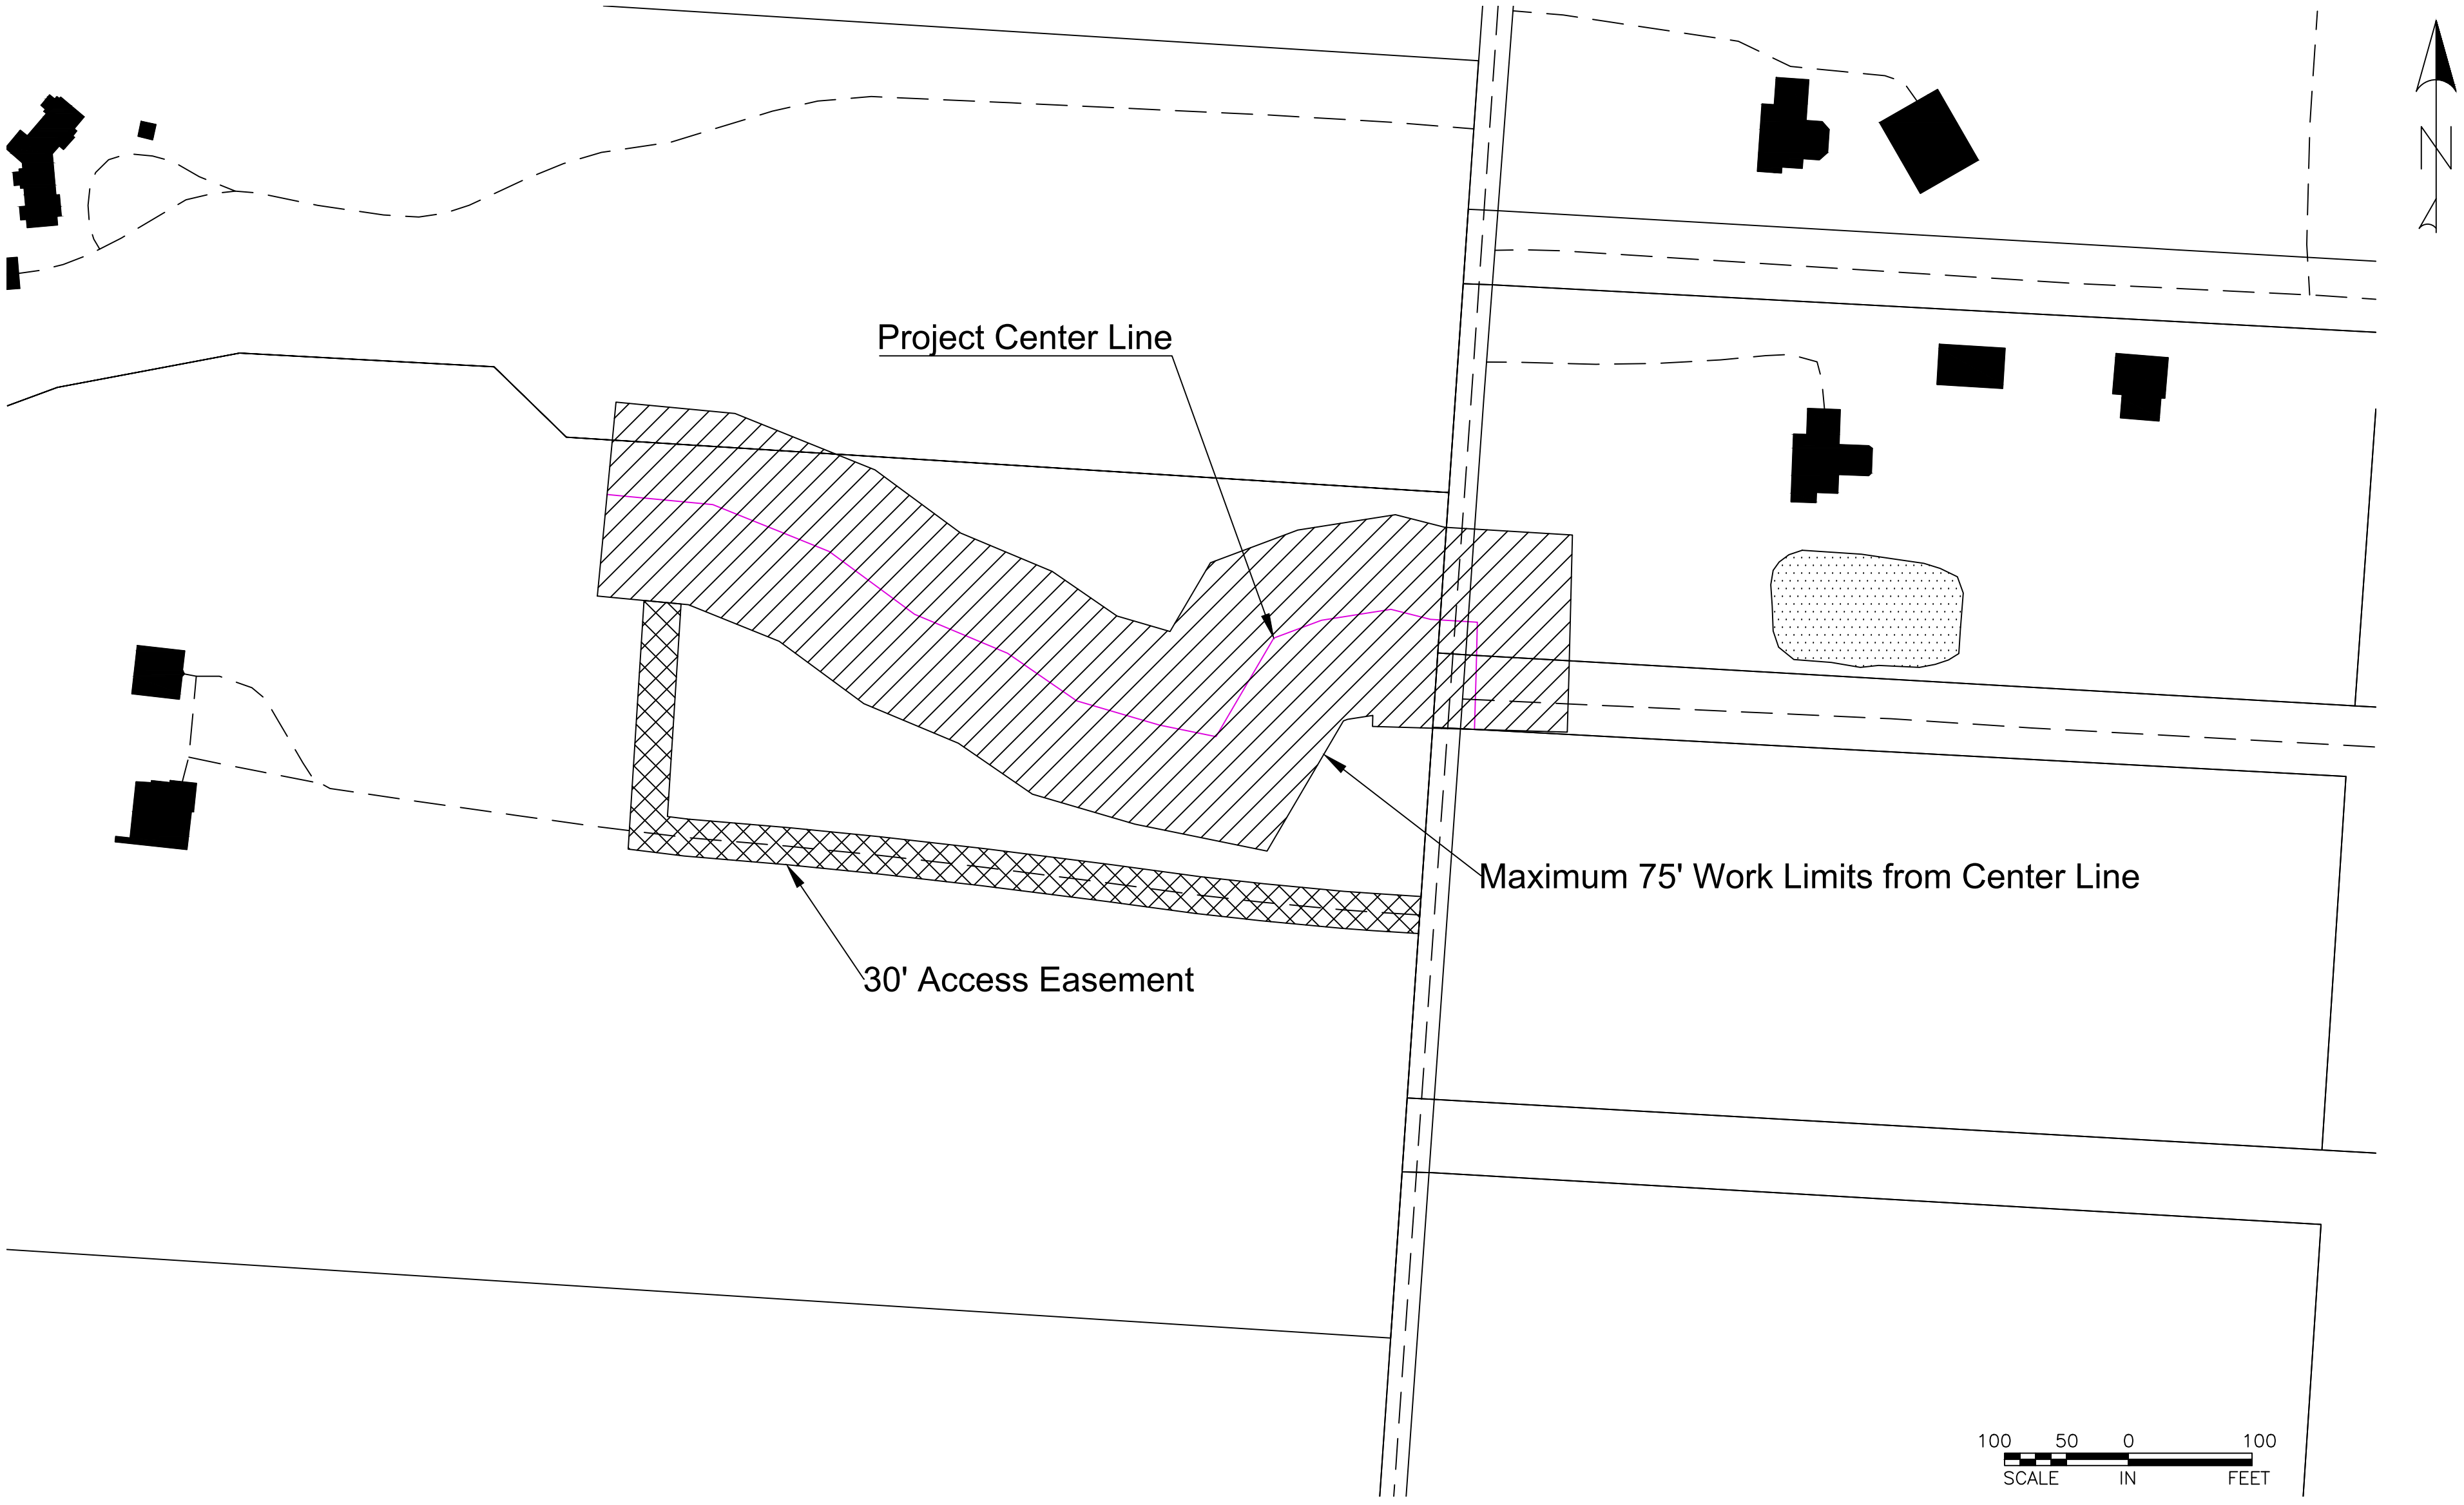 N
Project Center Line
Maximum 75' Work Limits from Center Line
30' Access Easement
100 50 0 100
SCALE IN FEET